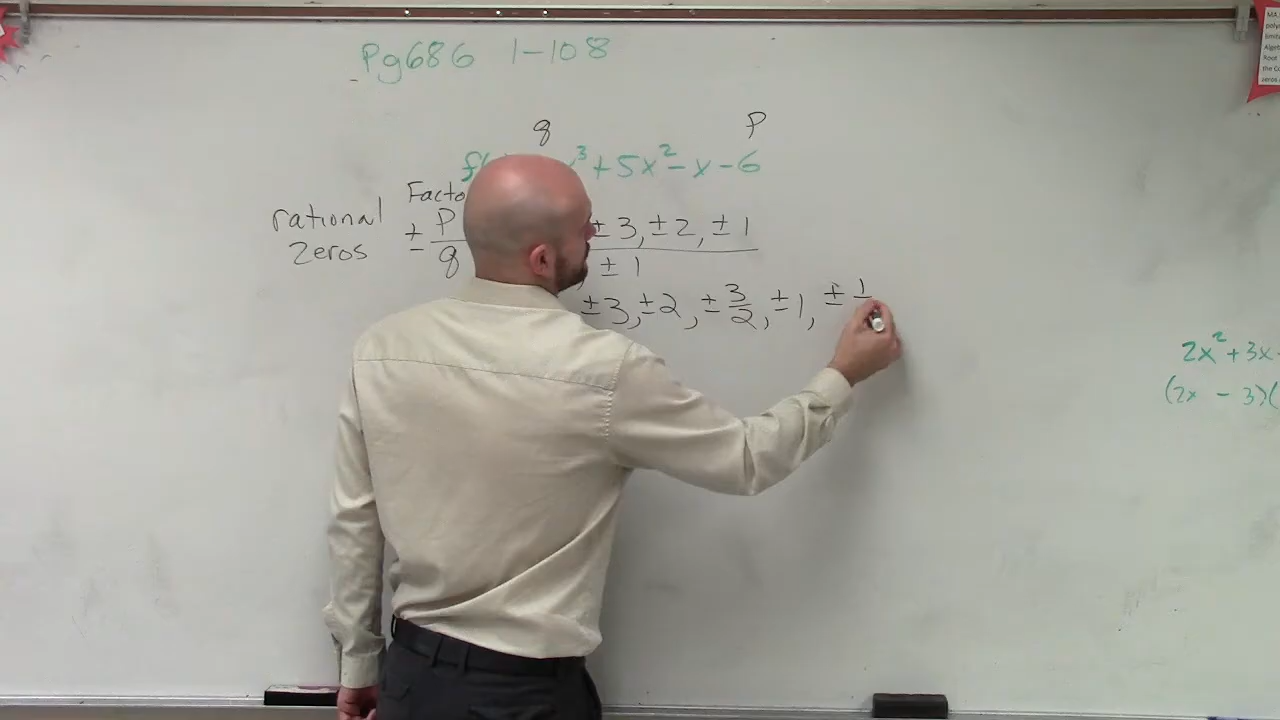 Pg686 1-108
q p
f x³ + 5x² - x - 6
rational zeros
Facto
± P/q
± 3, ± 2, ± 1
± 1
± 3, ± 2, ± 3/2, ± 1, ± 1
2x² + 3x
(2x - 3)(